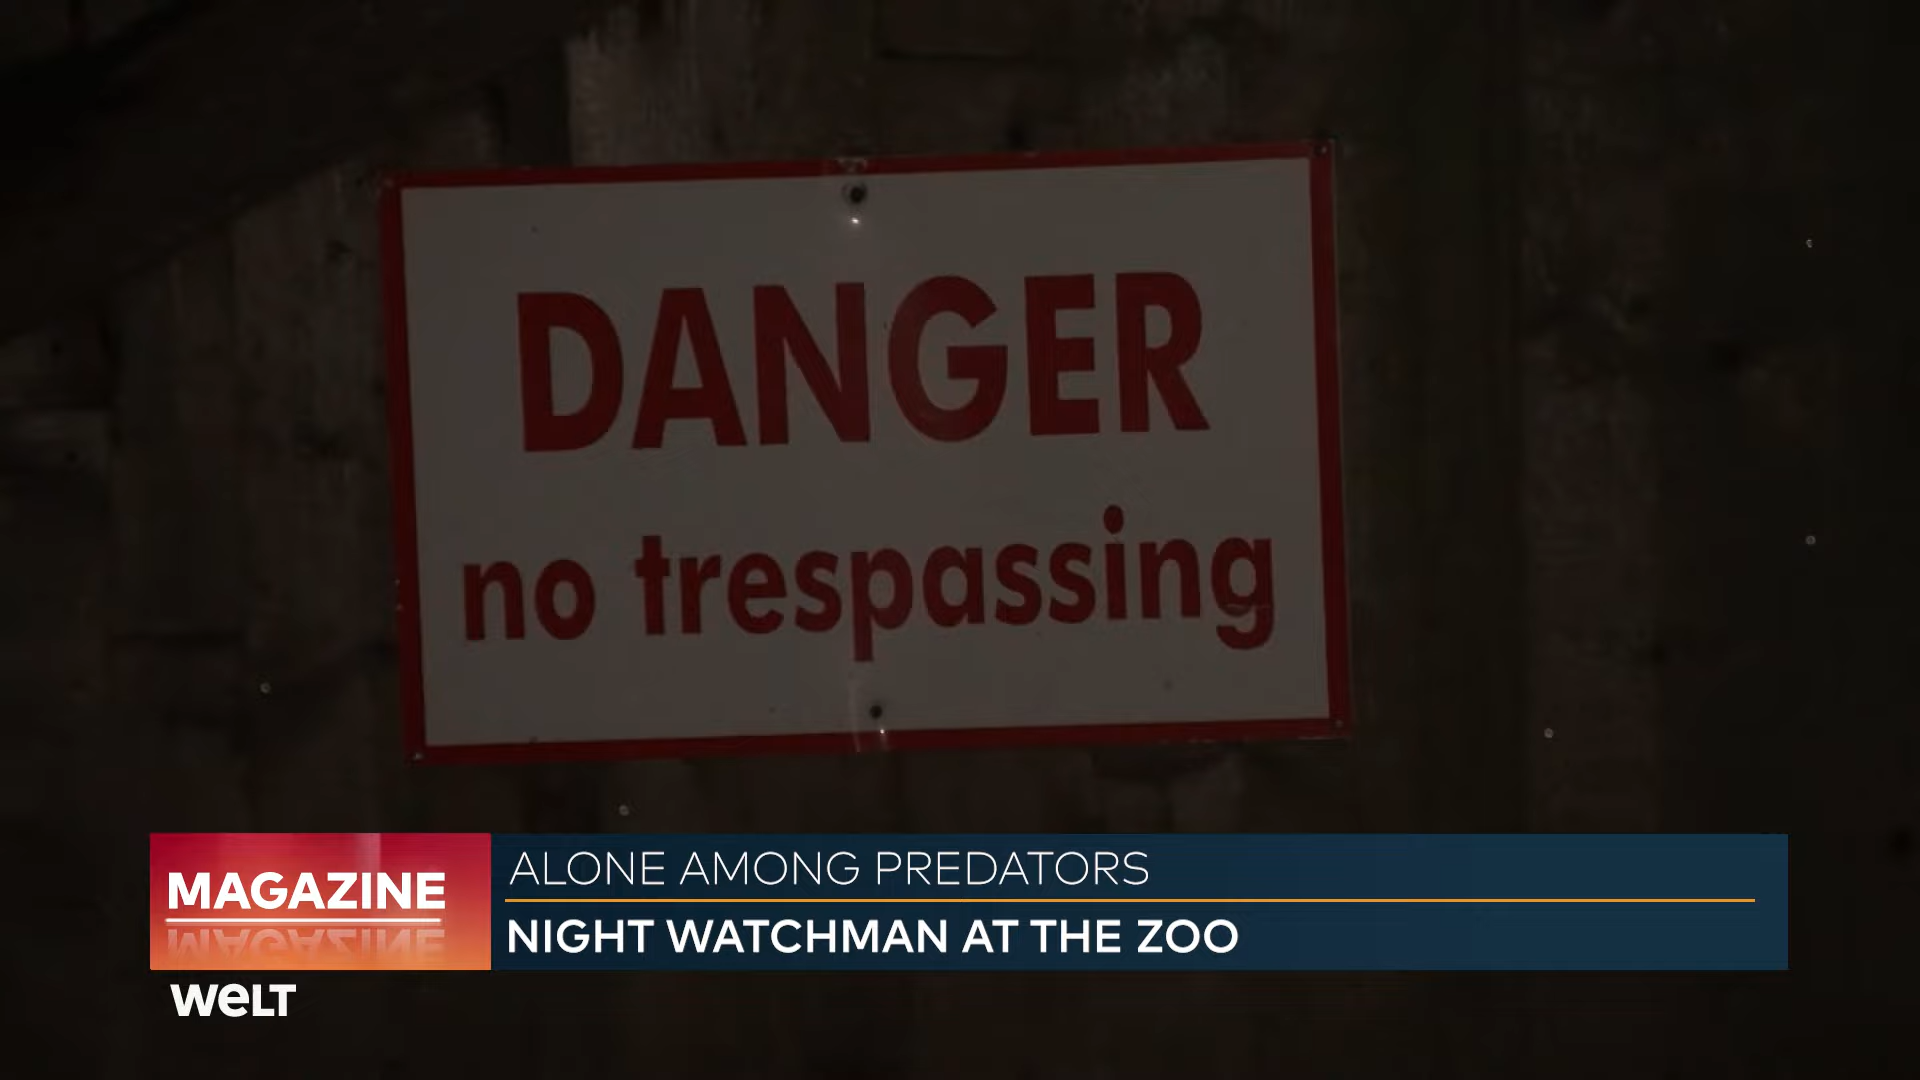 DANGER
no trespassing
MAGAZINE
ALONE AMONG PREDATORS
NIGHT WATCHMAN AT THE ZOO
WELT